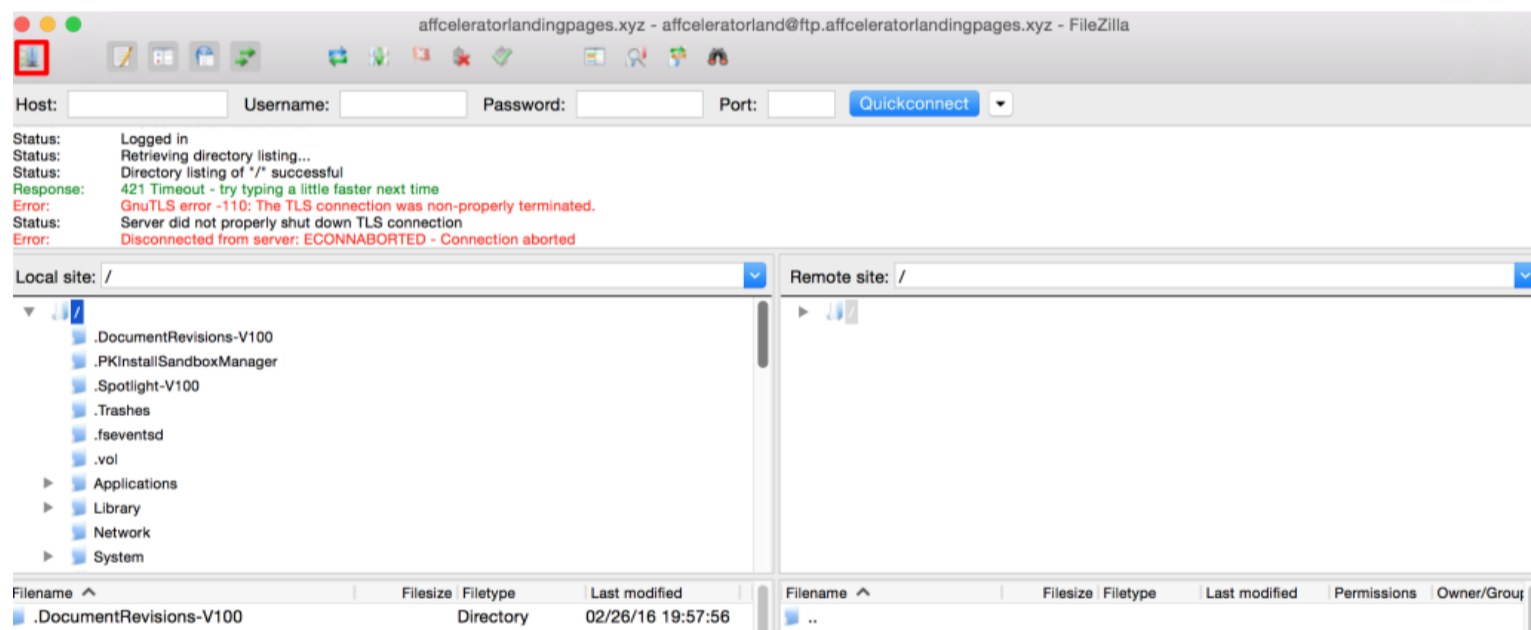 affceleratorlandingpages.xyz - affceleratorland@ftp.affceleratorlandingpages.xyz - FileZilla
Host: Username: Password: Port: Quickconnect
Status: Logged in
Status: Retrieving directory listing...
Status: Directory listing of "/" successful
Response: 421 Timeout - try typing a little faster next time
Error: GnuTLS error -110: The TLS connection was non-properly terminated.
Status: Server did not properly shut down TLS connection
Error: Disconnected from server: ECONNABORTED - Connection aborted
Local site: /
Remote site: /
/
.DocumentRevisions-V100
.PKInstallSandboxManager
.Spotlight-V100
.Trashes
.fseventsd
.vol
Applications
Library
Network
System
/
Filename Filesize Filetype Last modified
.DocumentRevisions-V100 Directory 02/26/16 19:57:56
Filename Filesize Filetype Last modified Permissions Owner/Group
..